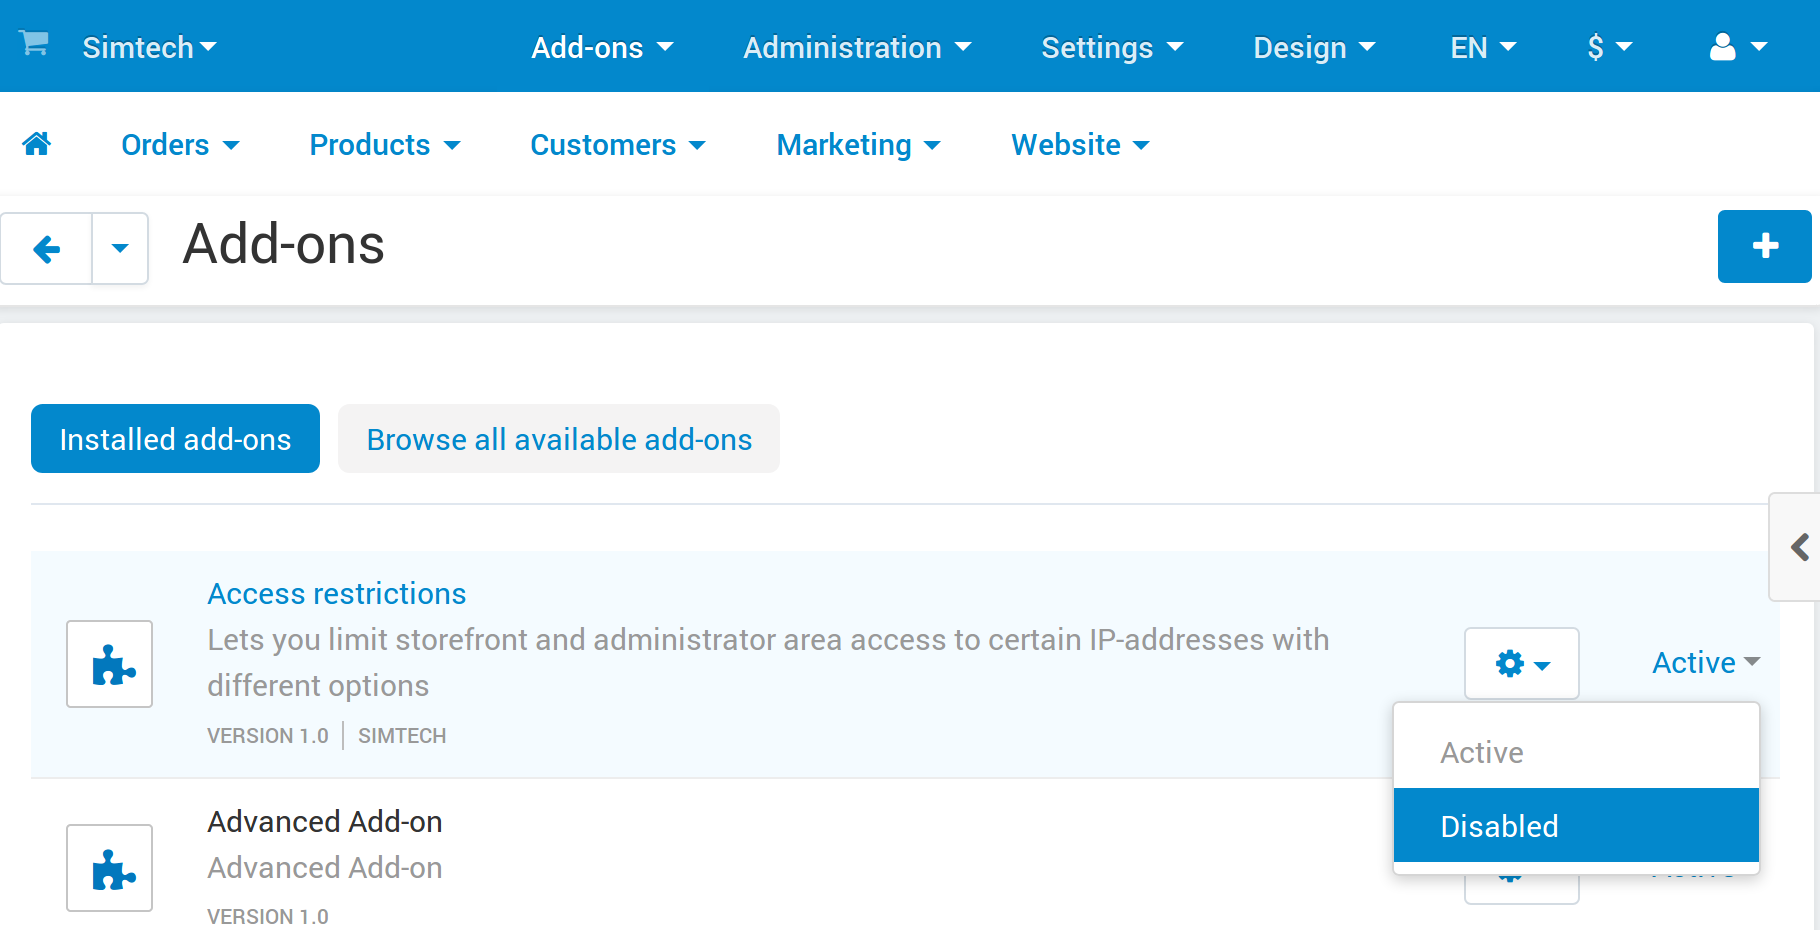 Simtech Add-ons Administration Settings Design EN $
Orders Products Customers Marketing Website
Add-ons
Installed add-ons Browse all available add-ons
Access restrictions
Lets you limit storefront and administrator area access to certain IP-addresses with
different options
Active
VERSION 1.0 SIMTECH
Active
Disabled
Advanced Add-on
Advanced Add-on
VERSION 1.0